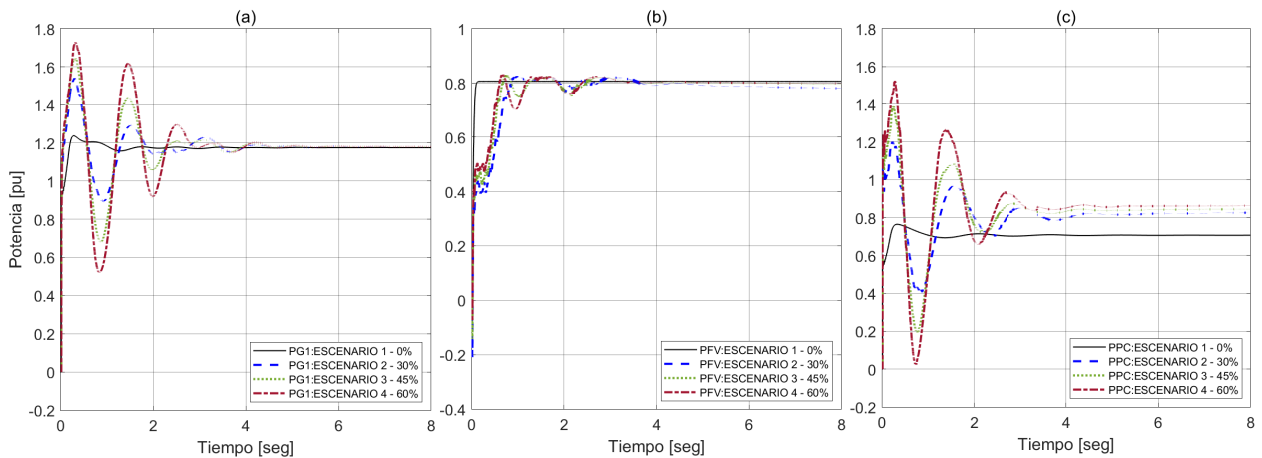 (a)
1.8
1.6
1.4
1.2
1
0.8
0.6
0.4
0.2
0
-0.2
Potencia [pu]
0 2 4 6 8
Tiempo [seg]
PG1:ESCENARIO 1 - 0%
PG1:ESCENARIO 2 - 30%
PG1:ESCENARIO 3 - 45%
PG1:ESCENARIO 4 - 60%
(b)
1
0.8
0.6
0.4
0.2
0
-0.2
-0.4
0 2 4 6 8
Tiempo [seg]
PFV:ESCENARIO 1 - 0%
PFV:ESCENARIO 2 - 30%
PFV:ESCENARIO 3 - 45%
PFV:ESCENARIO 4 - 60%
(c)
1.8
1.6
1.4
1.2
1
0.8
0.6
0.4
0.2
0
-0.2
0 2 4 6 8
Tiempo [seg]
PPC:ESCENARIO 1 - 0%
PPC:ESCENARIO 2 - 30%
PPC:ESCENARIO 3 - 45%
PPC:ESCENARIO 4 - 60%